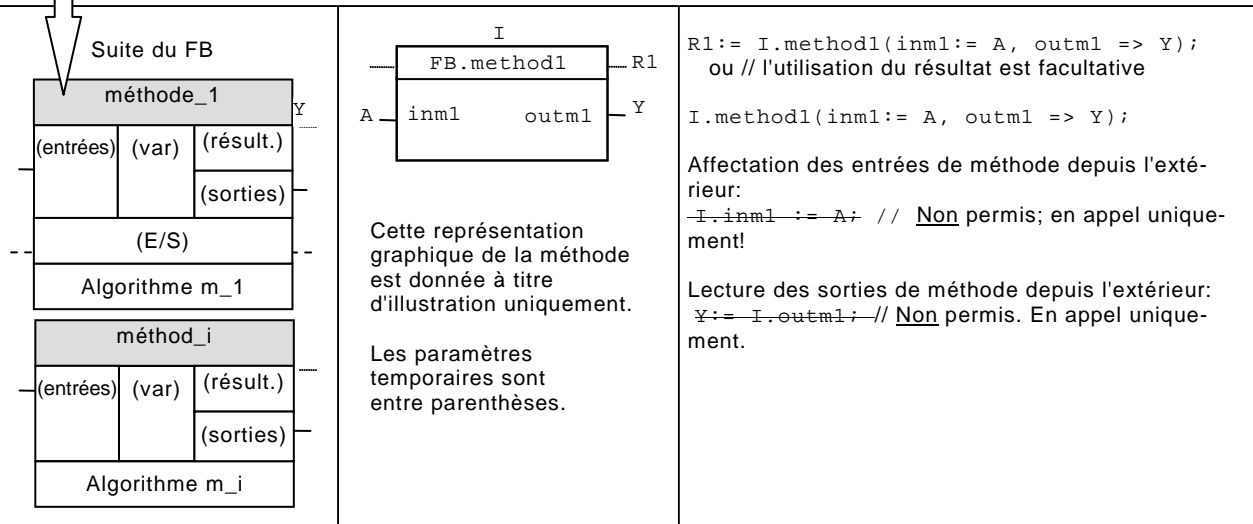 Suite du FB
méthode_1
Y
(entrées)
(var)
(résult.)
(sorties)
(E/S)
Algorithme m_1
méthod_i
(entrées)
(var)
(résult.)
(sorties)
Algorithme m_i
I
FB.method1
R1
A
inm1
outm1
Y
Cette représentation
graphique de la méthode
est donnée à titre
d'illustration uniquement.
Les paramètres
temporaires sont
entre parenthèses.
R1:= I.method1(inm1:= A, outm1 => Y);
ou // l'utilisation du résultat est facultative
I.method1(inm1:= A, outm1 => Y);
Affectation des entrées de méthode depuis l'exté-
rieur:
I.inm1 := A; // Non permis; en appel unique-
ment!
Lecture des sorties de méthode depuis l'extérieur:
Y:= I.outm1; // Non permis. En appel unique-
ment.